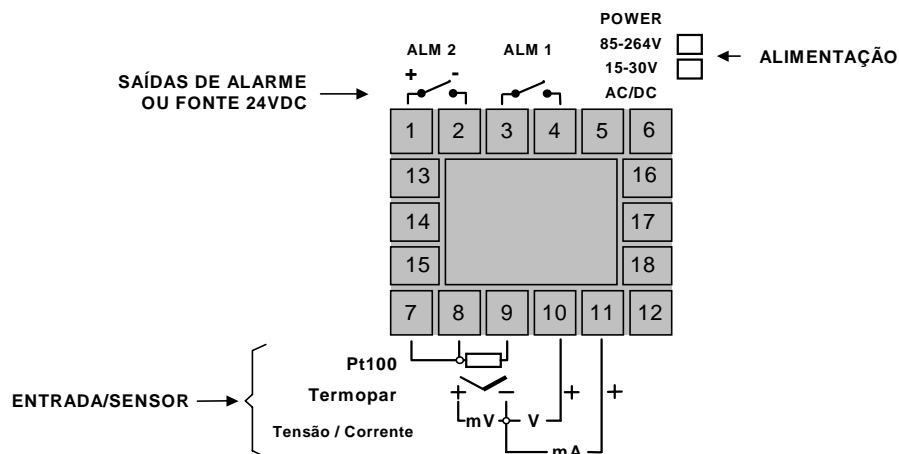 POWER
85-264V
15-30V
AC/DC
ALIMENTAÇÃO
ALM 2
ALM 1
+ -
SAÍDAS DE ALARME
OU FONTE 24VDC
1 2 3 4 5 6
13 16
14 17
15 18
7 8 9 10 11 12
Pt100
Termopar
+ - + +
mV V
Tensão / Corrente
mA
ENTRADA/SENSOR